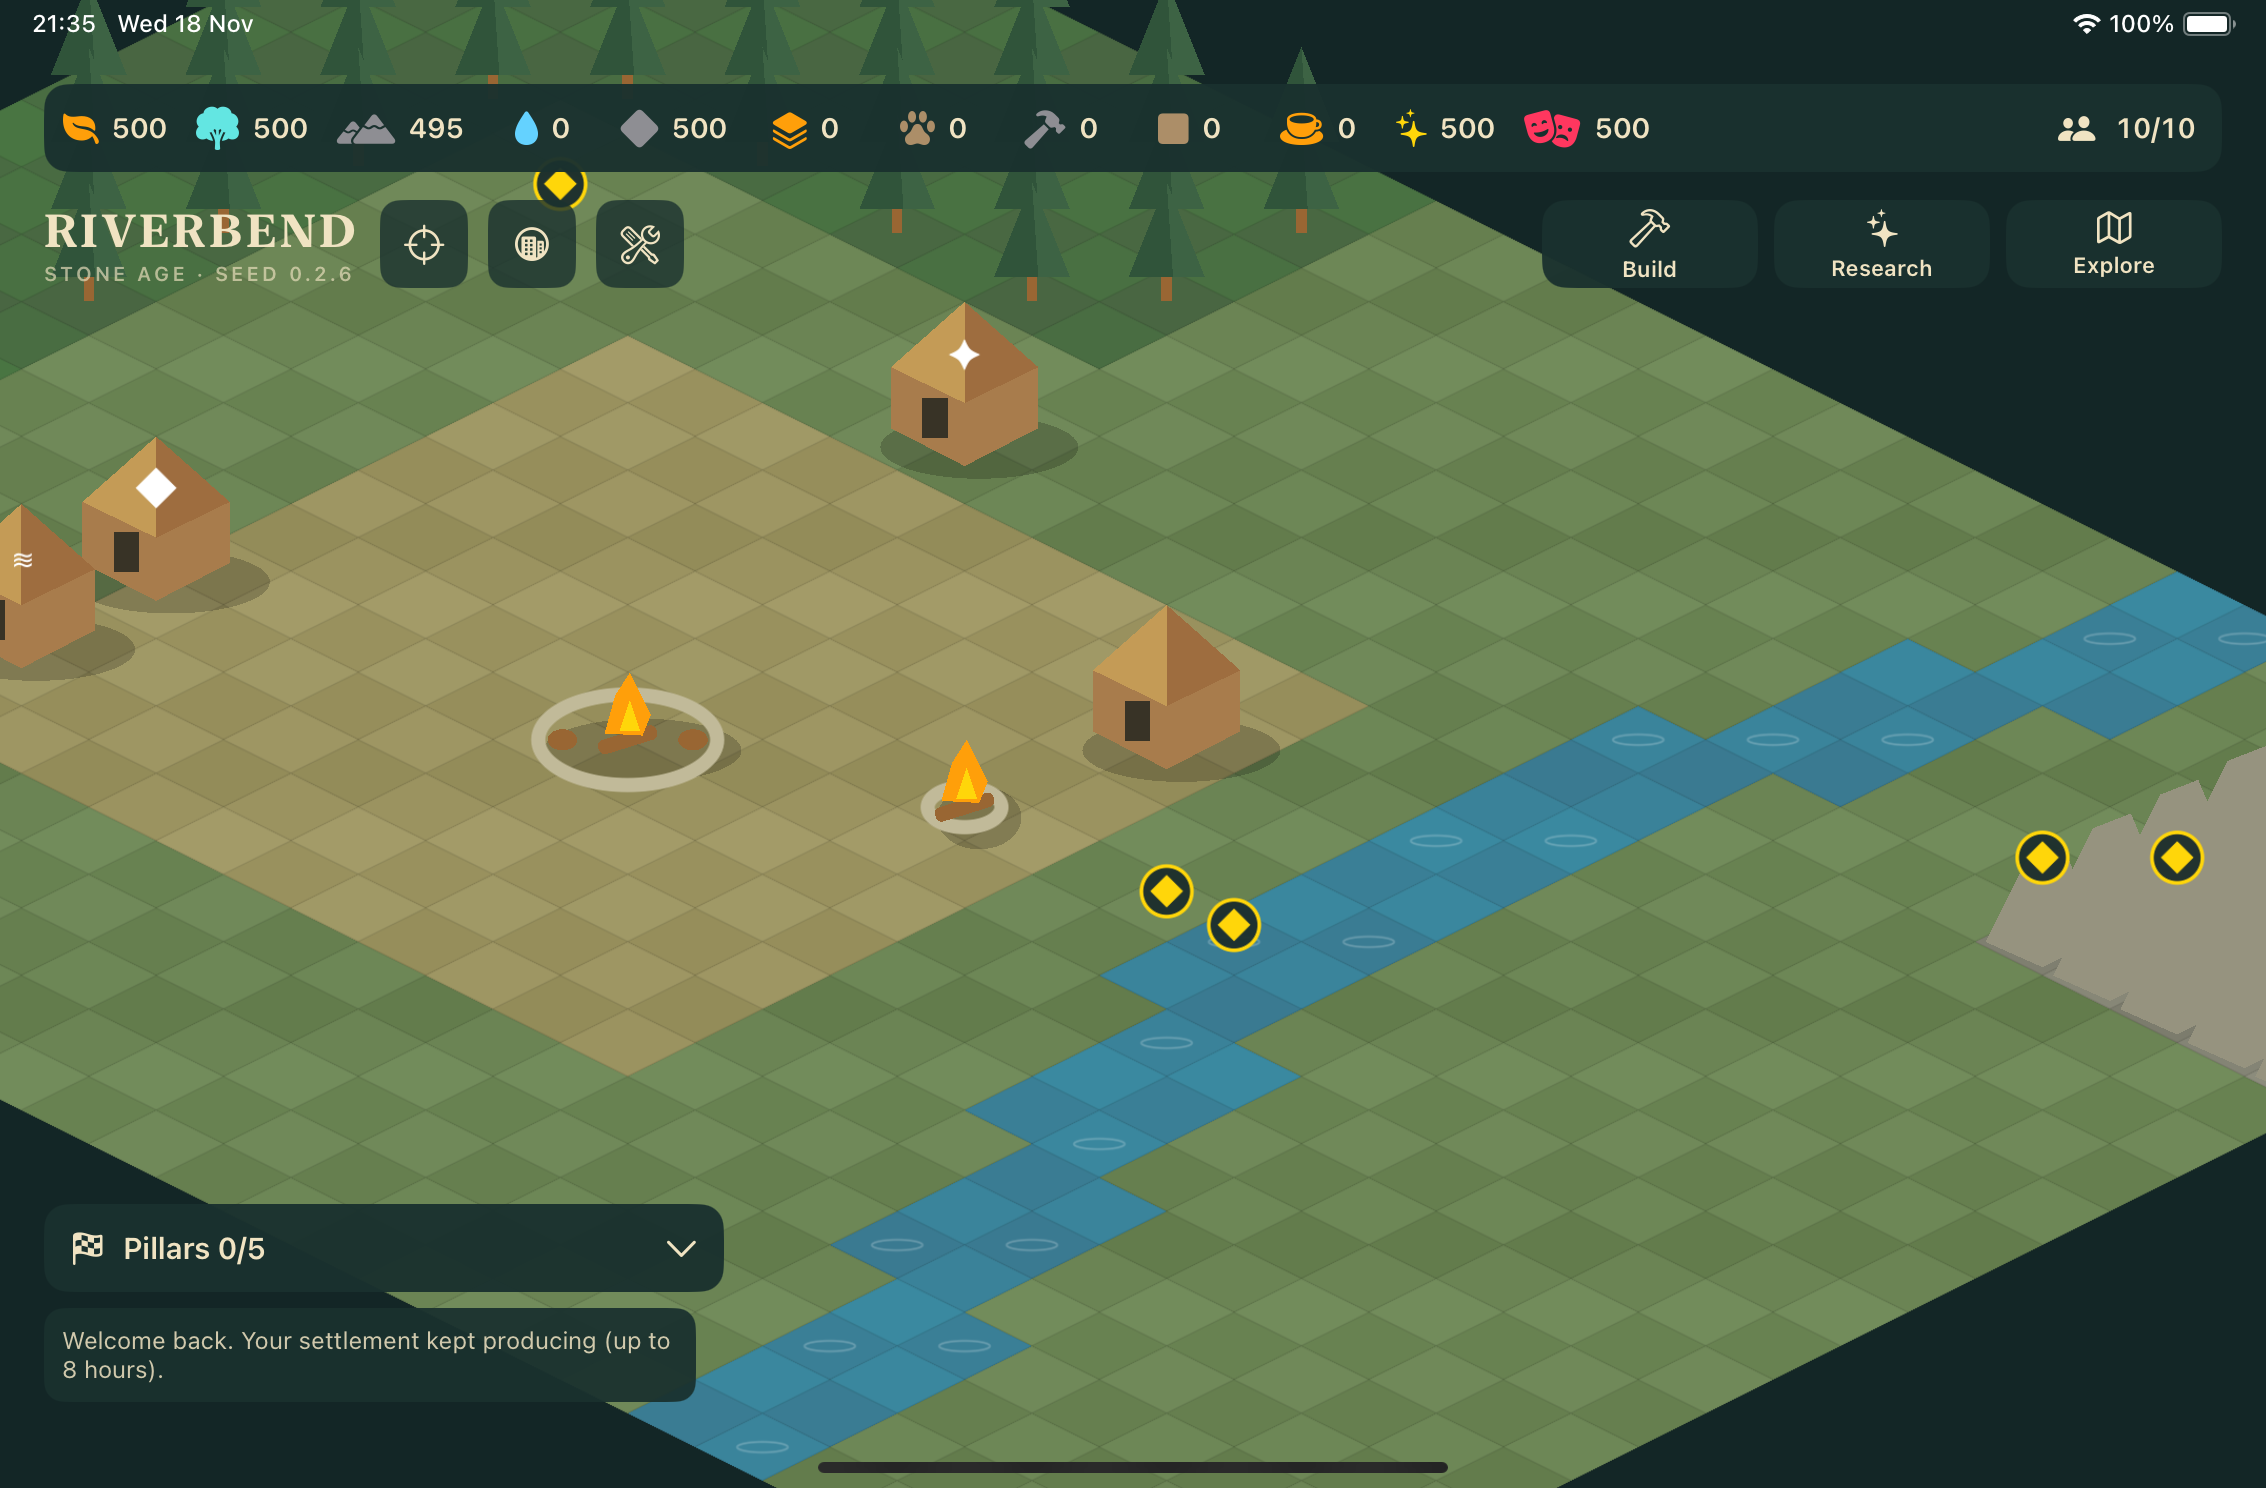 21:35 Wed 18 Nov
100%
500 500 495 0 500 0 0 0 0 0 500 500 10/10
RIVERBEND
STONE AGE · SEED 0.2.6
Build Research Explore
Pillars 0/5
Welcome back. Your settlement kept producing (up to
8 hours).